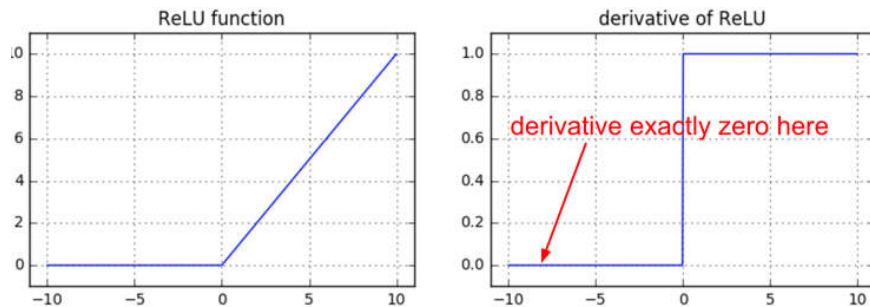 ReLU function
10
8
6
4
2
0
−10 −5 0 5 10
derivative of ReLU
1.0
0.8
derivative exactly zero here
0.6
0.4
0.2
0.0
−10 −5 0 5 10